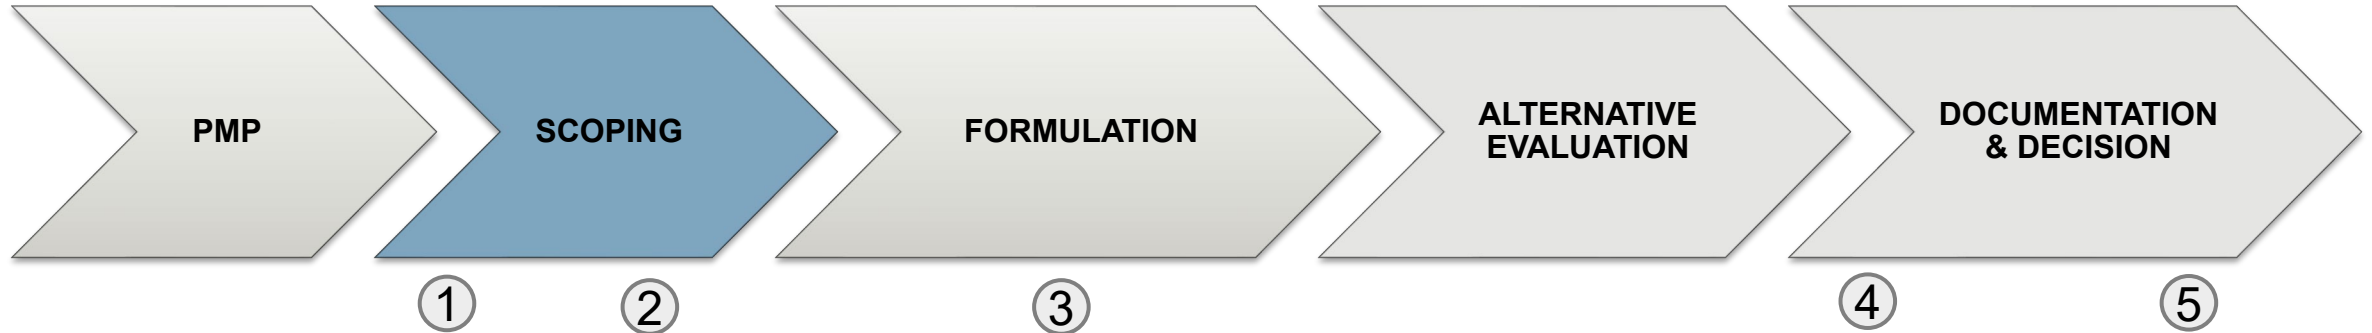 PMP
SCOPING
FORMULATION
ALTERNATIVE
EVALUATION
DOCUMENTATION
& DECISION
1
2
3
4
5